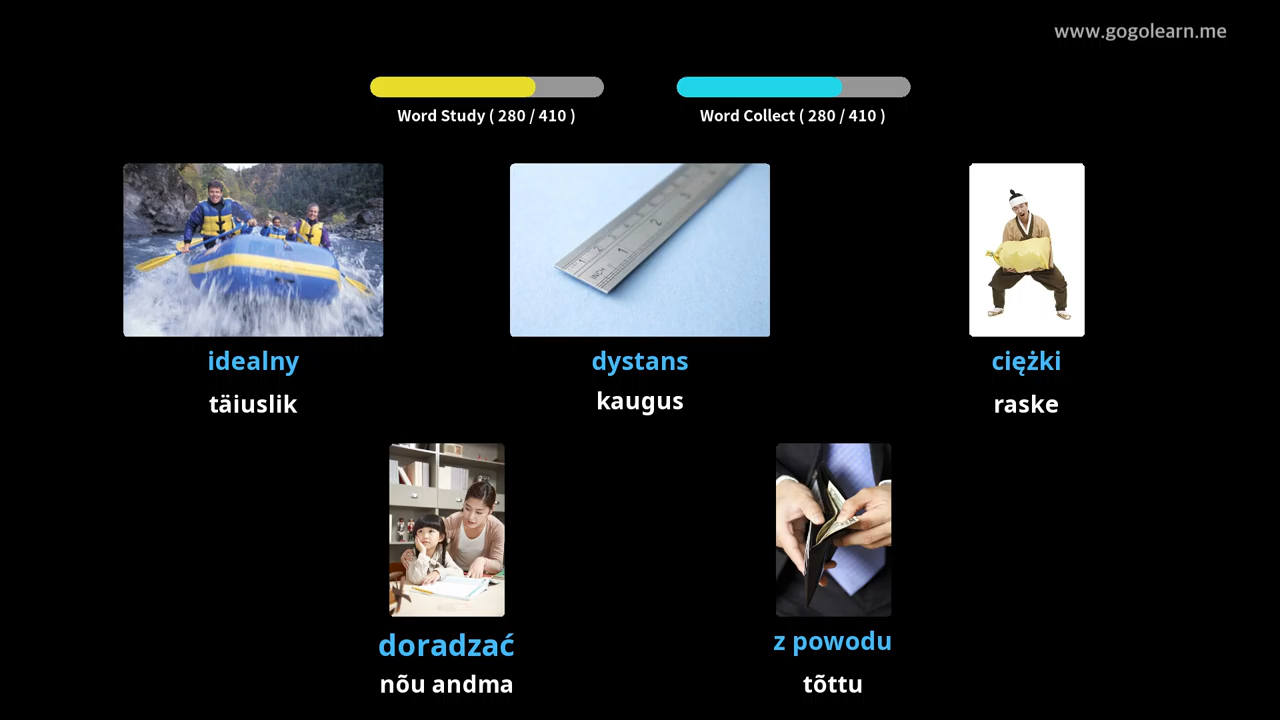 www.gogolearn.me
Word Study ( 280 / 410 )
Word Collect ( 280 / 410 )
idealny
täiuslik
dystans
kaugus
ciężki
raske
doradzać
nõu andma
z powodu
tõttu